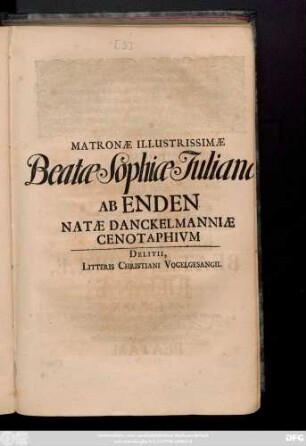 MATRONÆ ILLUSTRISSIMÆ
Beatæ Sophiæ Julianæ
AB ENDEN
NATÆ DANCKELMANNIÆ
CENOTAPHIVM
DELITII,
LITTERIS CHRISTIANI VOGELGESANGII.